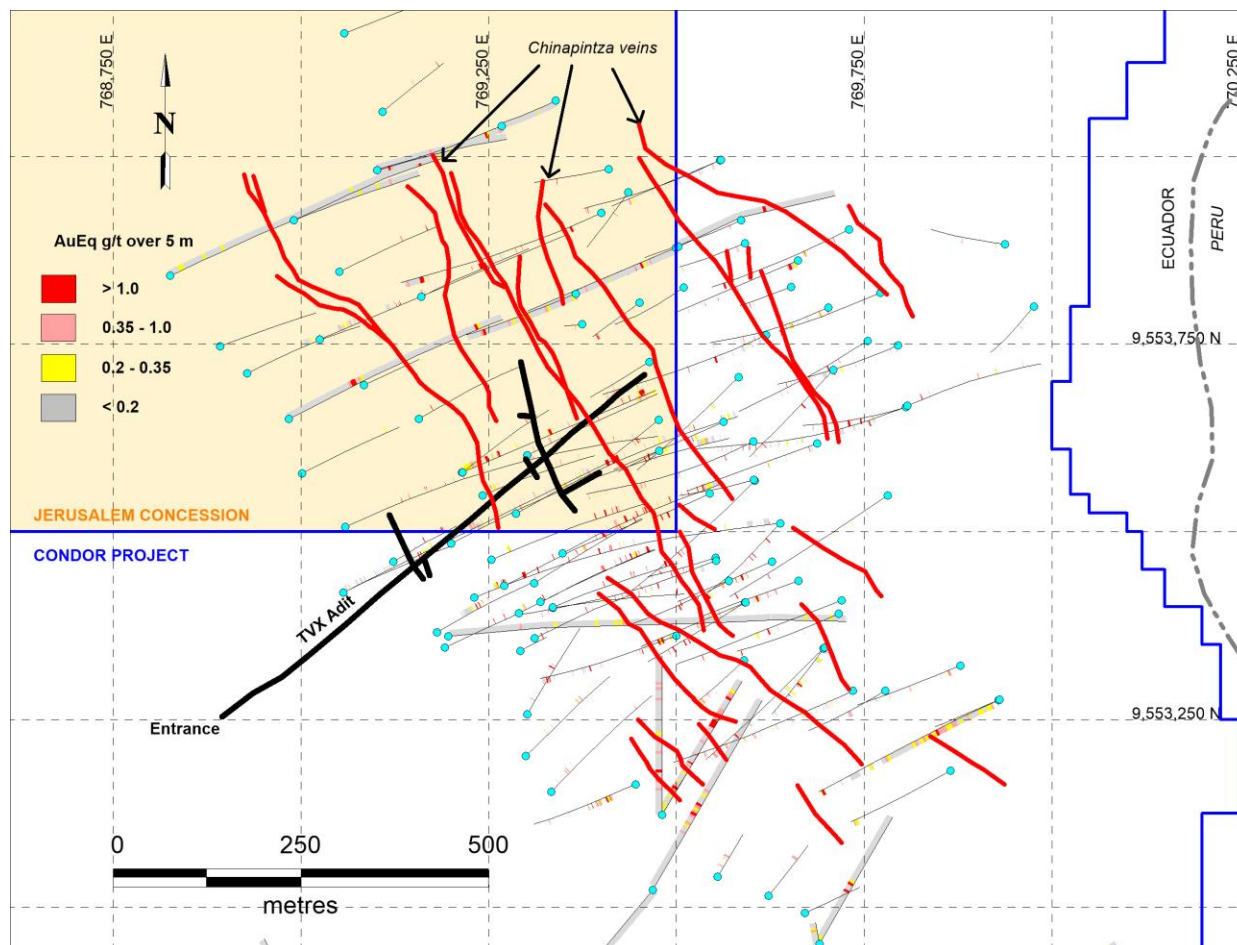 768,750 E
769,250 E
769,750 E
770,250 E
Chinapintza veins
N
ECUADOR
PERU
AuEq g/t over 5 m
> 1.0
0.35 - 1.0
0.2 - 0.35
< 0.2
9,553,750 N
JERUSALEM CONCESSION
CONDOR PROJECT
TVX Adit
Entrance
9,553,250 N
0
250
500
metres